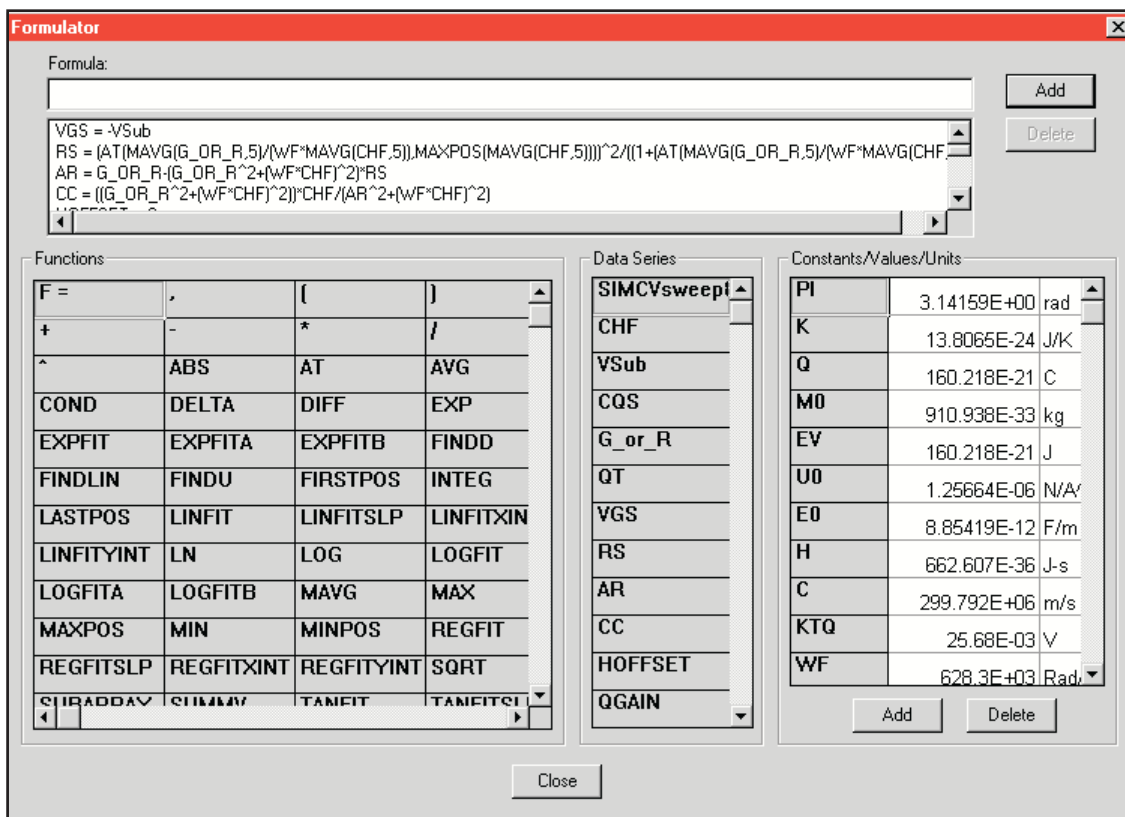 Formulator
Formula:
Add
Delete
VGS = -VSub
RS = (AT(MAVG(G_OR_R,5)/(WF*MAVG(CHF,5)),MAXPOS(MAVG(CHF,5))))^2/((1+(AT(MAVG(G_OR_R,5)/(WF*MAVG(CHF,
AR = G_OR_R-(G_OR_R^2+(WF*CHF)^2)*RS
CC = ((G_OR_R^2+(WF*CHF)^2))*CHF/(AR^2+(WF*CHF)^2)
Functions
F = , ( )
+ - * /
^ ABS AT AVG
COND DELTA DIFF EXP
EXPFIT EXPFITA EXPFITB FINDD
FINDLIN FINDU FIRSTPOS INTEG
LASTPOS LINFIT LINFITSLP LINFITXIN
LINFITYINT LN LOG LOGFIT
LOGFITA LOGFITB MAVG MAX
MAXPOS MIN MINPOS REGFIT
REGFITSLP REGFITXINT REGFITYINT SQRT
SUBARRAY SUMMV TANFIT TANFITSL
Data Series
SIMCVsweep
CHF
VSub
CQS
G_or_R
QT
VGS
RS
AR
CC
HOFFSET
QGAIN
Constants/Values/Units
PI 3.14159E+00 rad
K 13.8065E-24 J/K
Q 160.218E-21 C
M0 910.938E-33 kg
EV 160.218E-21 J
U0 1.25664E-06 N/A^
E0 8.85419E-12 F/m
H 662.607E-36 J-s
C 299.792E+06 m/s
KTQ 25.68E-03 V
WF 628.3E+03 Rad/
Add Delete
Close